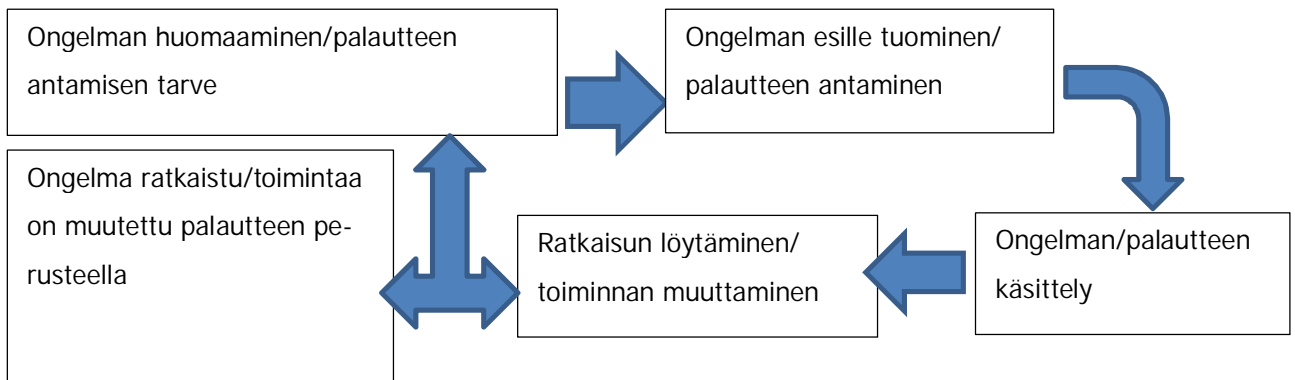 Ongelman huomaaminen/palautteen
antamisen tarve
Ongelman esille tuominen/
palautteen antaminen
Ongelman/palautteen
käsittely
Ratkaisun löytäminen/
toiminnan muuttaminen
Ongelma ratkaistu/toimintaa
on muutettu palautteen pe-
rusteella